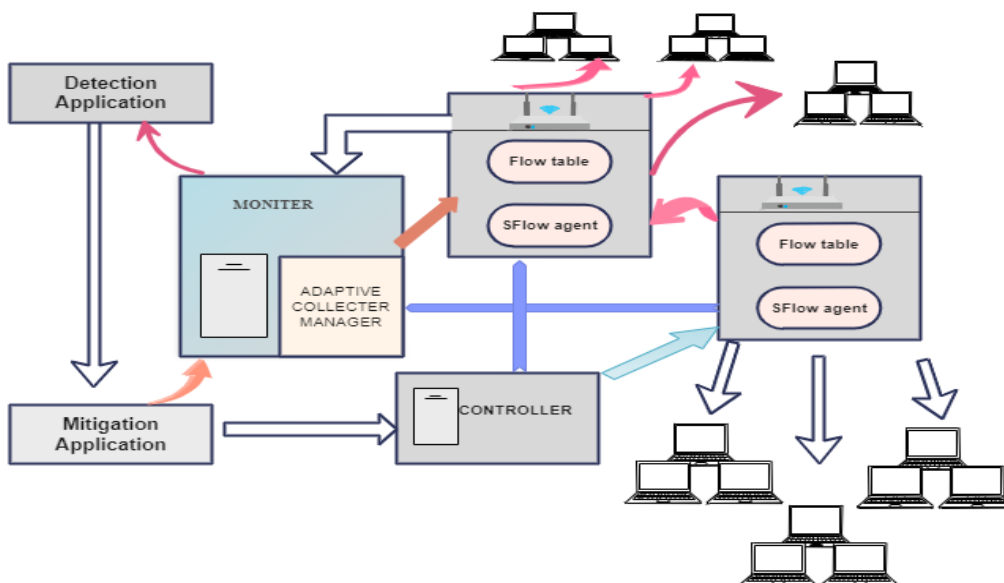 Detection
Application
MONITER
ADAPTIVE
COLLECTER
MANAGER
Flow table
SFlow agent
Flow table
SFlow agent
Mitigation
Application
CONTROLLER